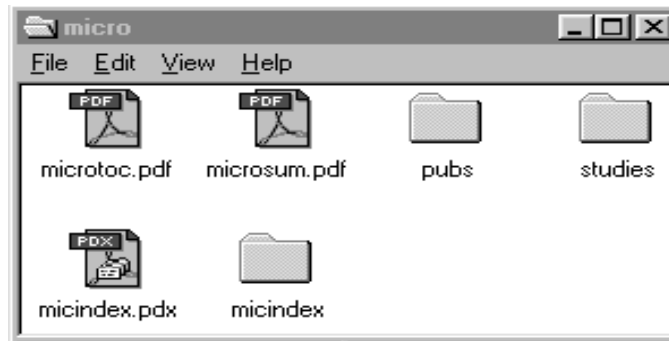 micro
File Edit View Help
PDF PDF
microtoc.pdf microsum.pdf pubs studies
PDX
micindex.pdx micindex